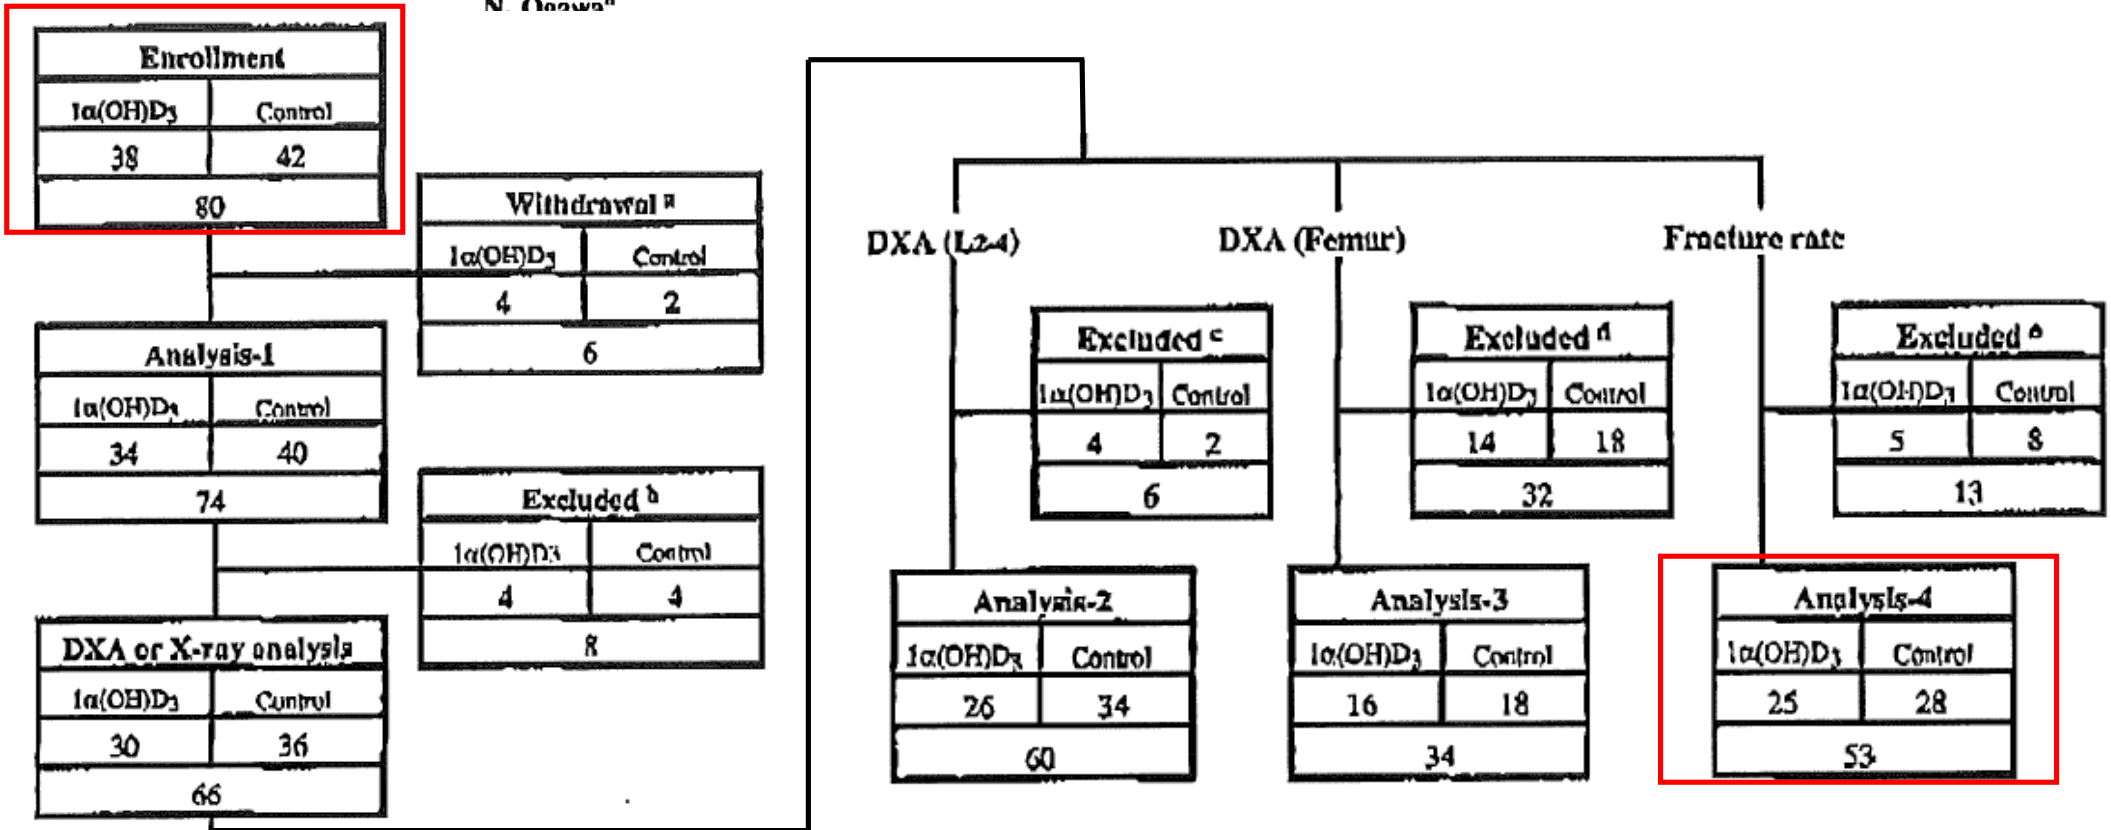 N. Ogawa
Enrollment
1α(OH)D3 Control
38 42
80
Withdrawal a
1α(OH)D3 Control
4 2
6
Analysis-1
1α(OH)D3 Control
34 40
74
Excluded b
1α(OH)D3 Control
4 4
8
DXA or X-ray analysis
1α(OH)D3 Control
30 36
66
DXA (L2-4)
Excluded c
1α(OH)D3 Control
4 2
6
Analysis-2
1α(OH)D3 Control
26 34
60
DXA (Femur)
Excluded d
1α(OH)D3 Control
14 18
32
Analysis-3
1α(OH)D3 Control
16 18
34
Fracture rate
Excluded e
1α(OH)D3 Control
5 8
13
Analysis-4
1α(OH)D3 Control
25 28
53